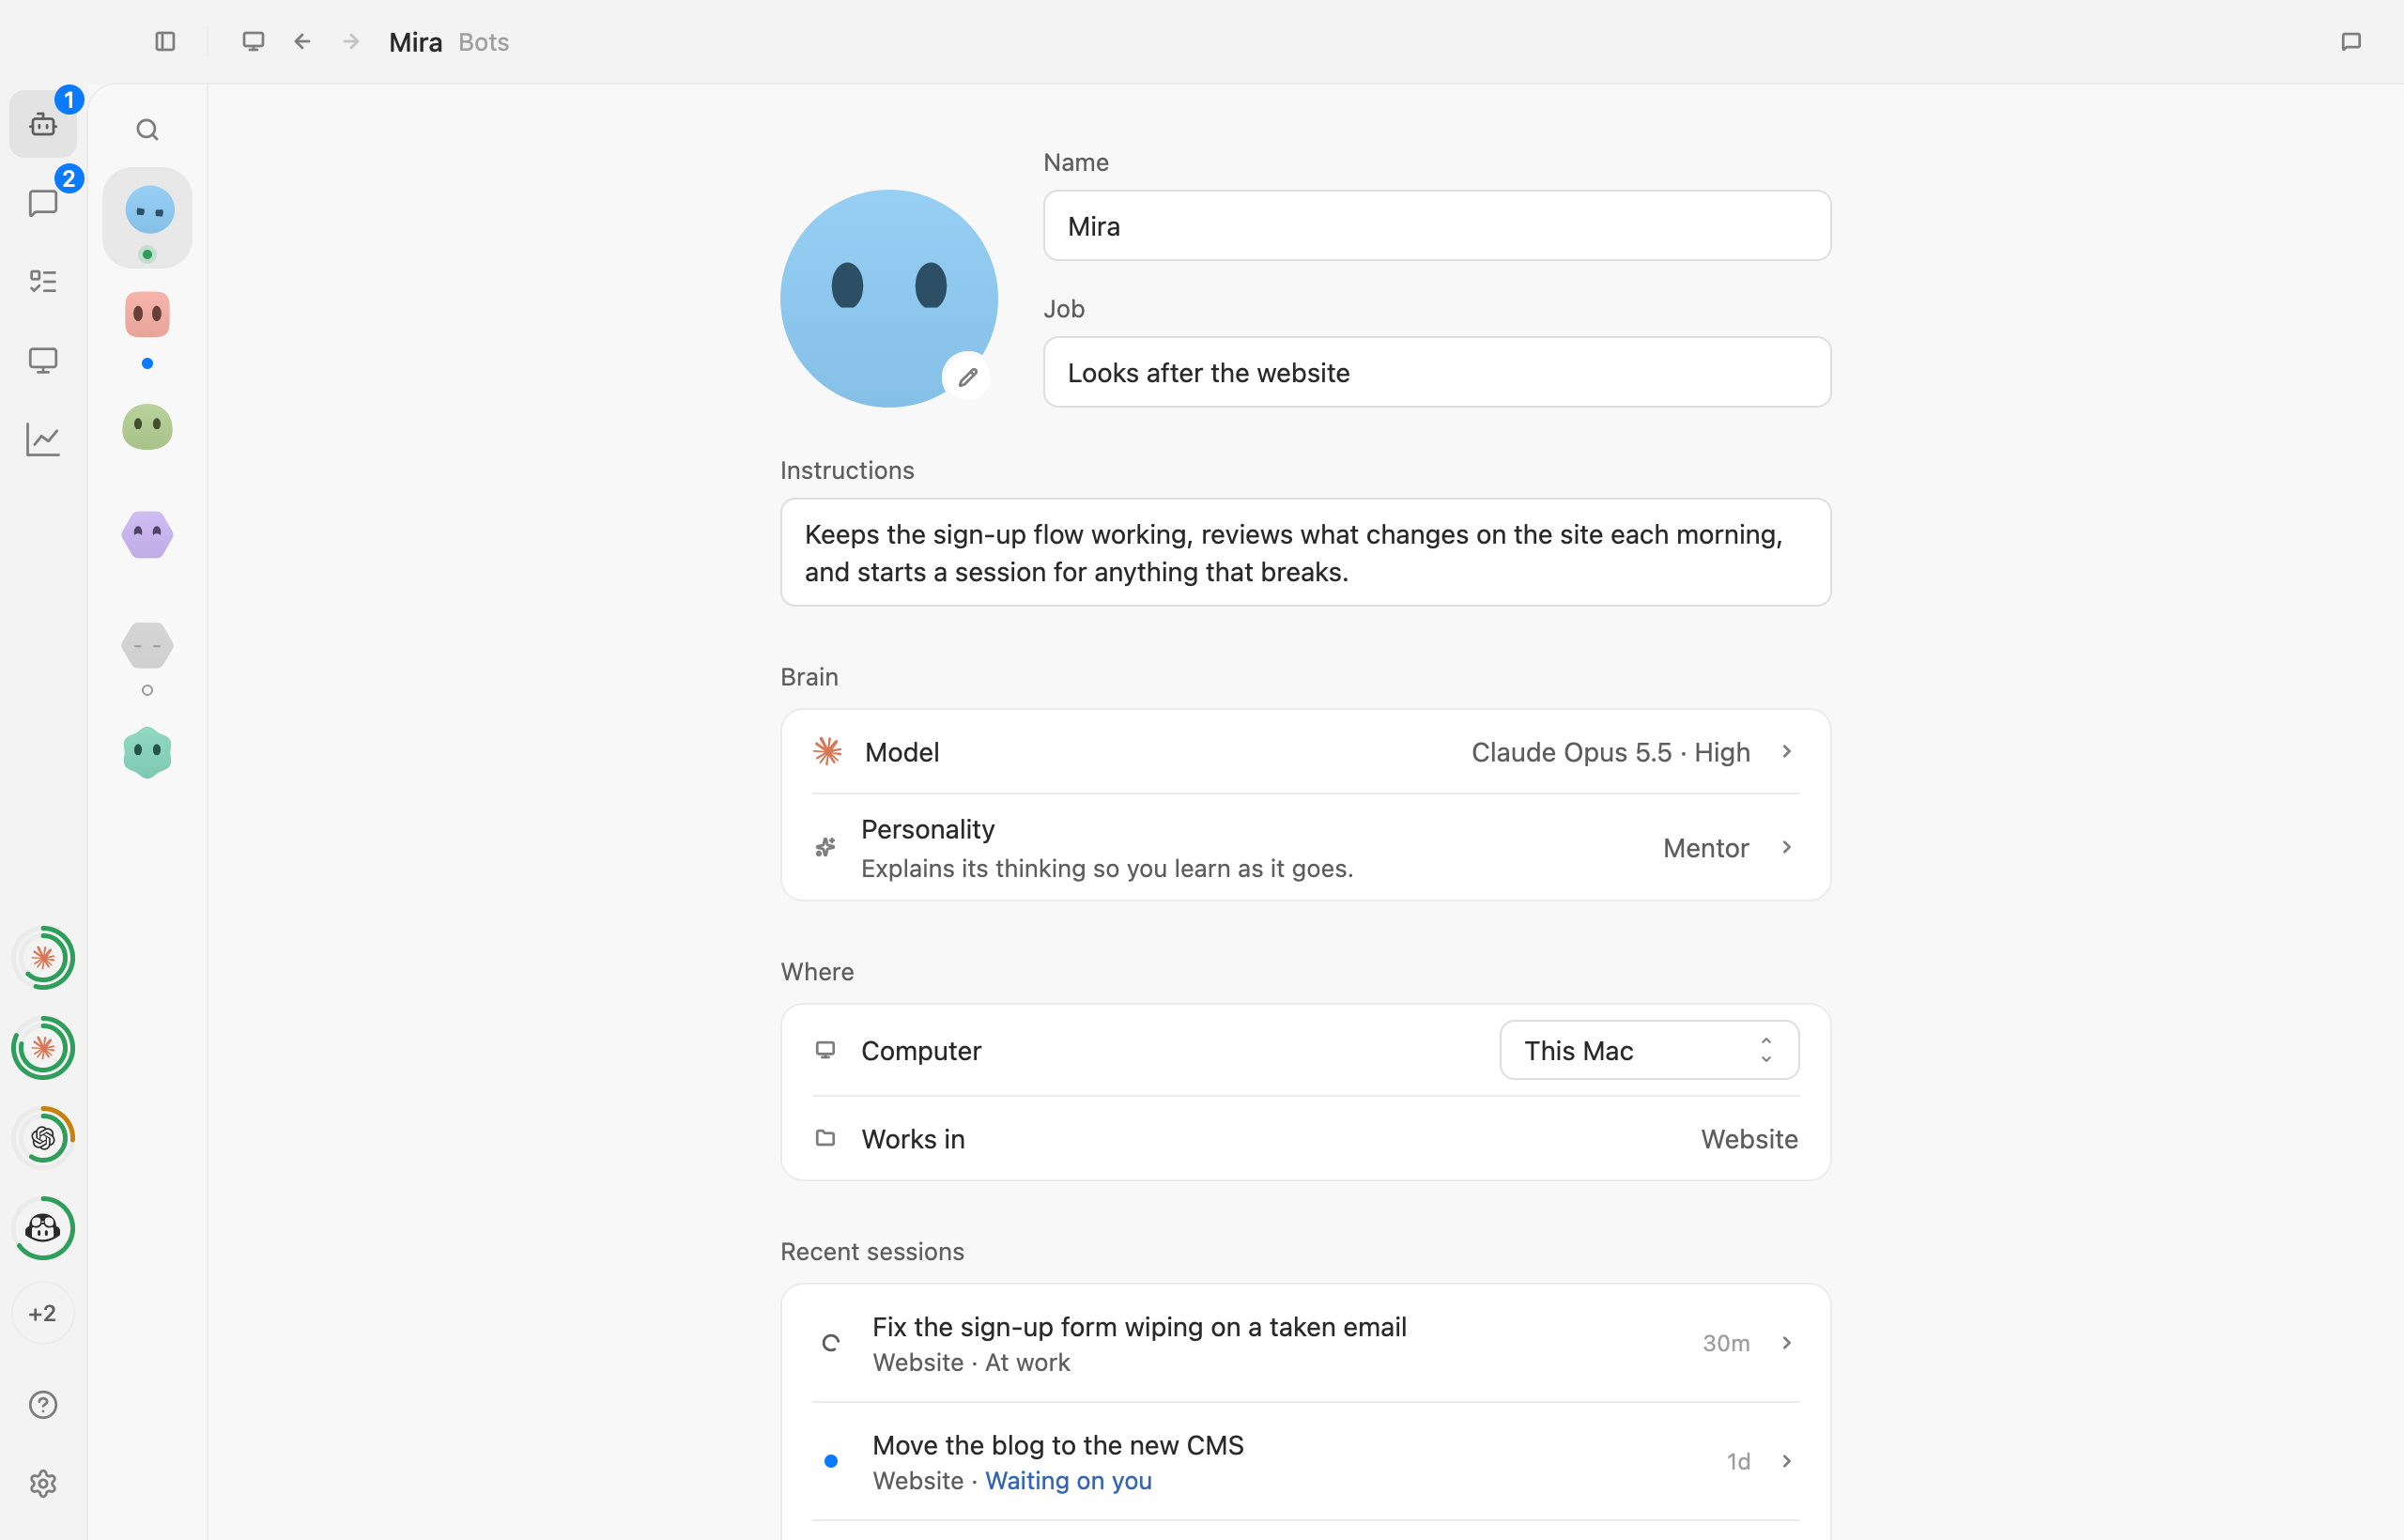 Mira Bots
1
2
Name
Mira
Job
Looks after the website
Instructions
Keeps the sign-up flow working, reviews what changes on the site each morning,
and starts a session for anything that breaks.
Brain
Model
Claude Opus 5.5 · High
Personality
Explains its thinking so you learn as it goes.
Mentor
Where
Computer
This Mac
Works in
Website
Recent sessions
Fix the sign-up form wiping on a taken email
Website · At work
30m
Move the blog to the new CMS
Website · Waiting on you
1d
+2